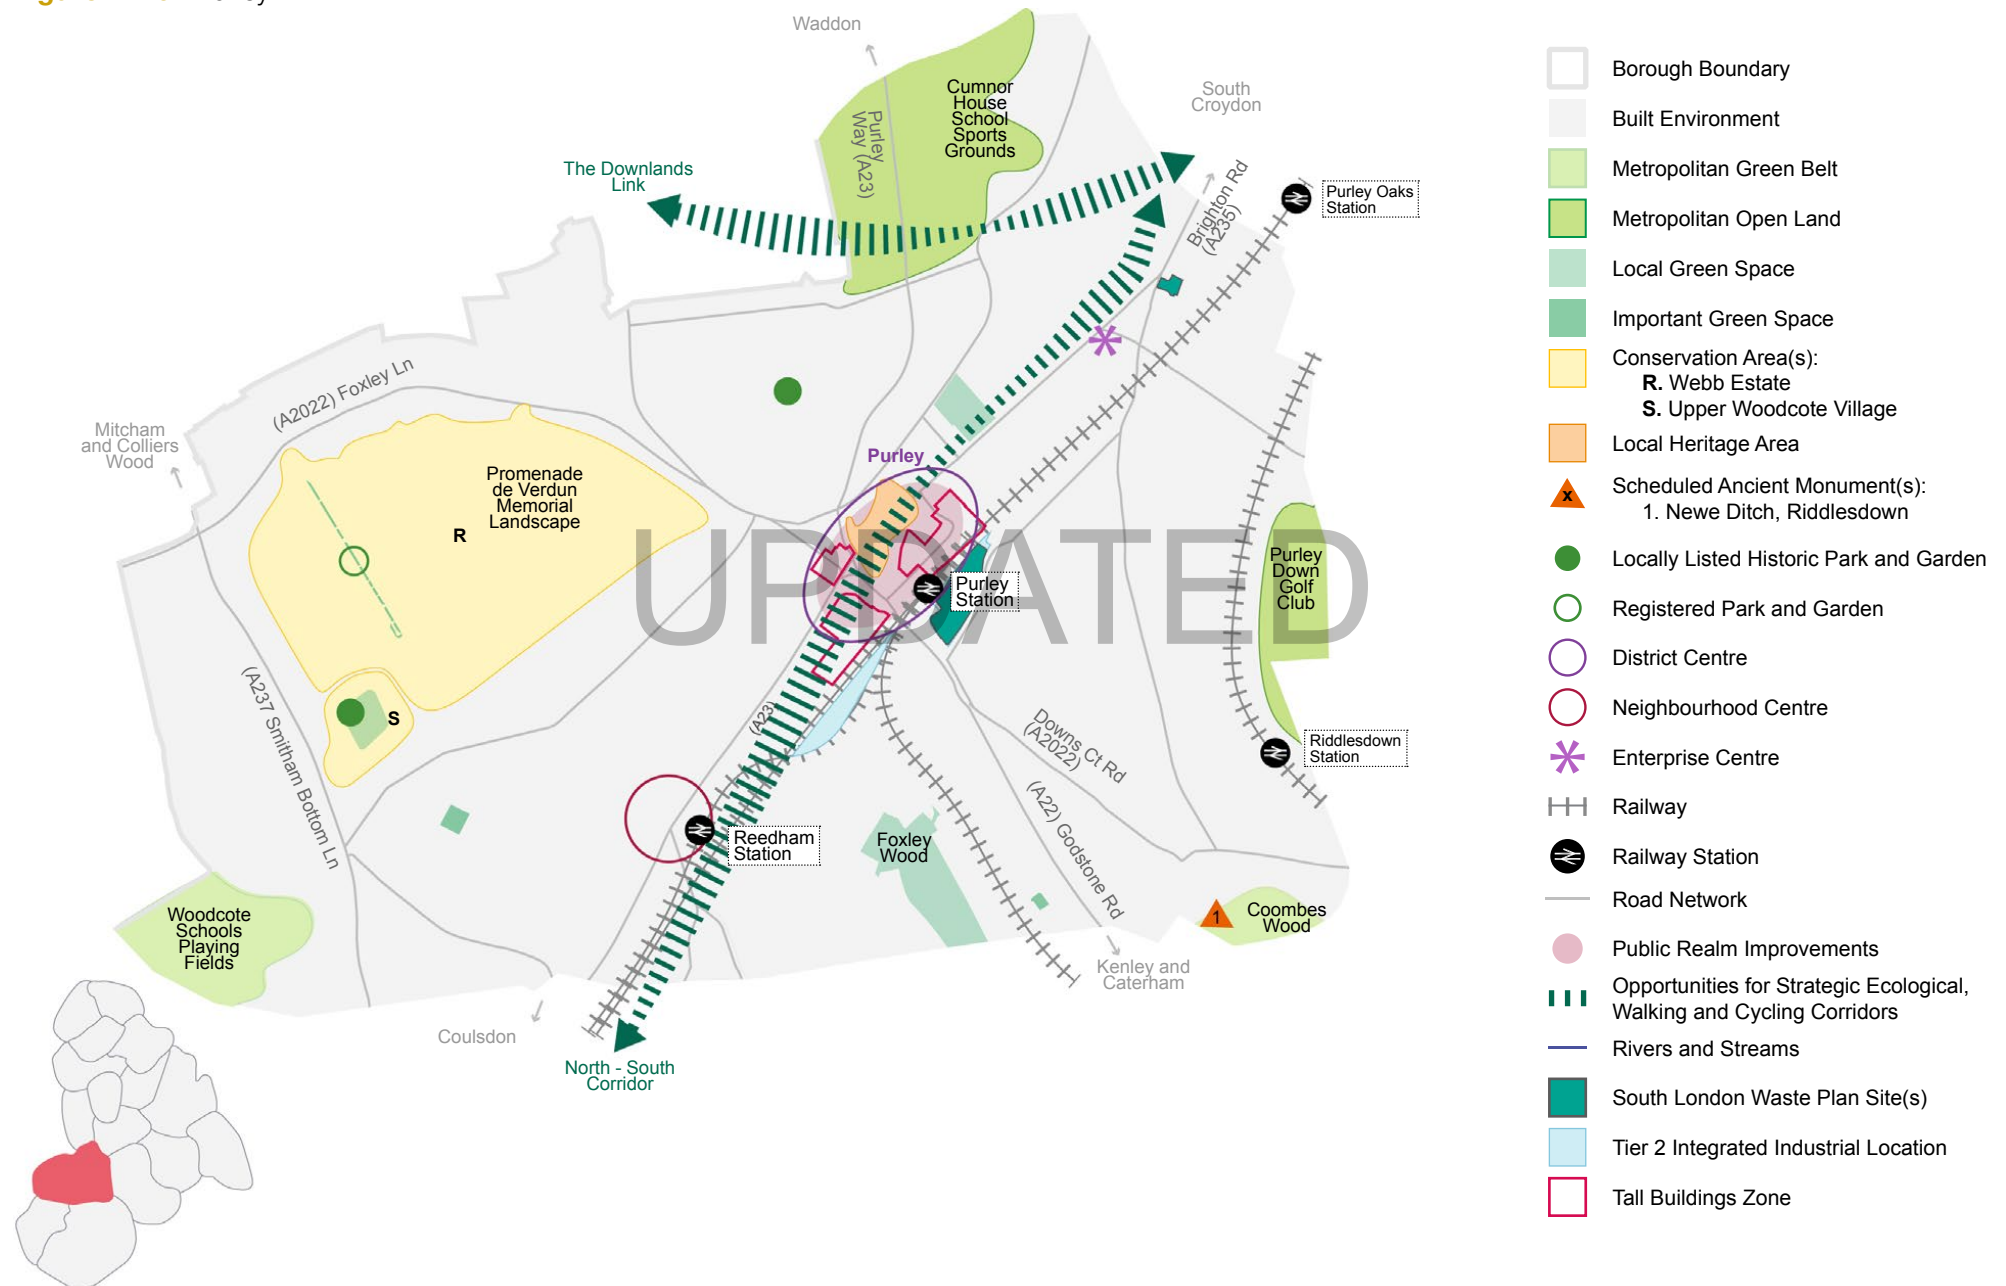 Waddon
Cumnor
House
School
Sports
Grounds
South
Croydon
Purley
Way (A23)
The Downlands
Link
Brighton Rd
(A235)
Purley Oaks
Station
(A2022) Foxley Ln
Mitcham
and Colliers
Wood
Promenade
de Verdun
Memorial
Landscape
R
Purley
UPDATED
Purley
Station
Purley
Down
Golf
Club
S
(A237 Smitham Bottom Ln
(A23)
Downs Ct Rd
(A2022)
Riddlesdown
Station
(A22) Godstone Rd
Reedham
Station
Foxley
Wood
Woodcote
Schools
Playing
Fields
1
Coombes
Wood
Kenley and
Caterham
Coulsdon
North - South
Corridor
Borough Boundary
Built Environment
Metropolitan Green Belt
Metropolitan Open Land
Local Green Space
Important Green Space
Conservation Area(s):
R. Webb Estate
S. Upper Woodcote Village
Local Heritage Area
x
Scheduled Ancient Monument(s):
1. Newe Ditch, Riddlesdown
Locally Listed Historic Park and Garden
Registered Park and Garden
District Centre
Neighbourhood Centre
Enterprise Centre
Railway
Railway Station
Road Network
Public Realm Improvements
Opportunities for Strategic Ecological,
Walking and Cycling Corridors
Rivers and Streams
South London Waste Plan Site(s)
Tier 2 Integrated Industrial Location
Tall Buildings Zone